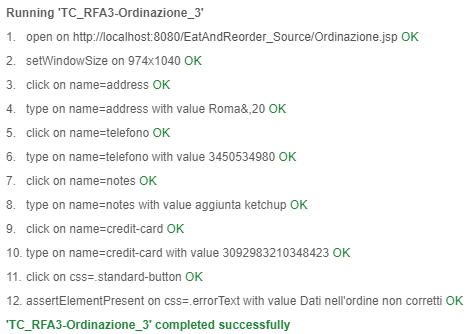 Running 'TC_RFA3-Ordinazione_3'
1. open on http://localhost:8080/EatAndReorder_Source/Ordinazione.jsp OK
2. setWindowSize on 974x1040 OK
3. click on name=address OK
4. type on name=address with value Roma&,20 OK
5. click on name=telefono OK
6. type on name=telefono with value 3450534980 OK
7. click on name=notes OK
8. type on name=notes with value aggiunta ketchup OK
9. click on name=credit-card OK
10. type on name=credit-card with value 3092983210348423 OK
11. click on css=.standard-button OK
12. assertElementPresent on css=.errorText with value Dati nell'ordine non corretti OK
'TC_RFA3-Ordinazione_3' completed successfully